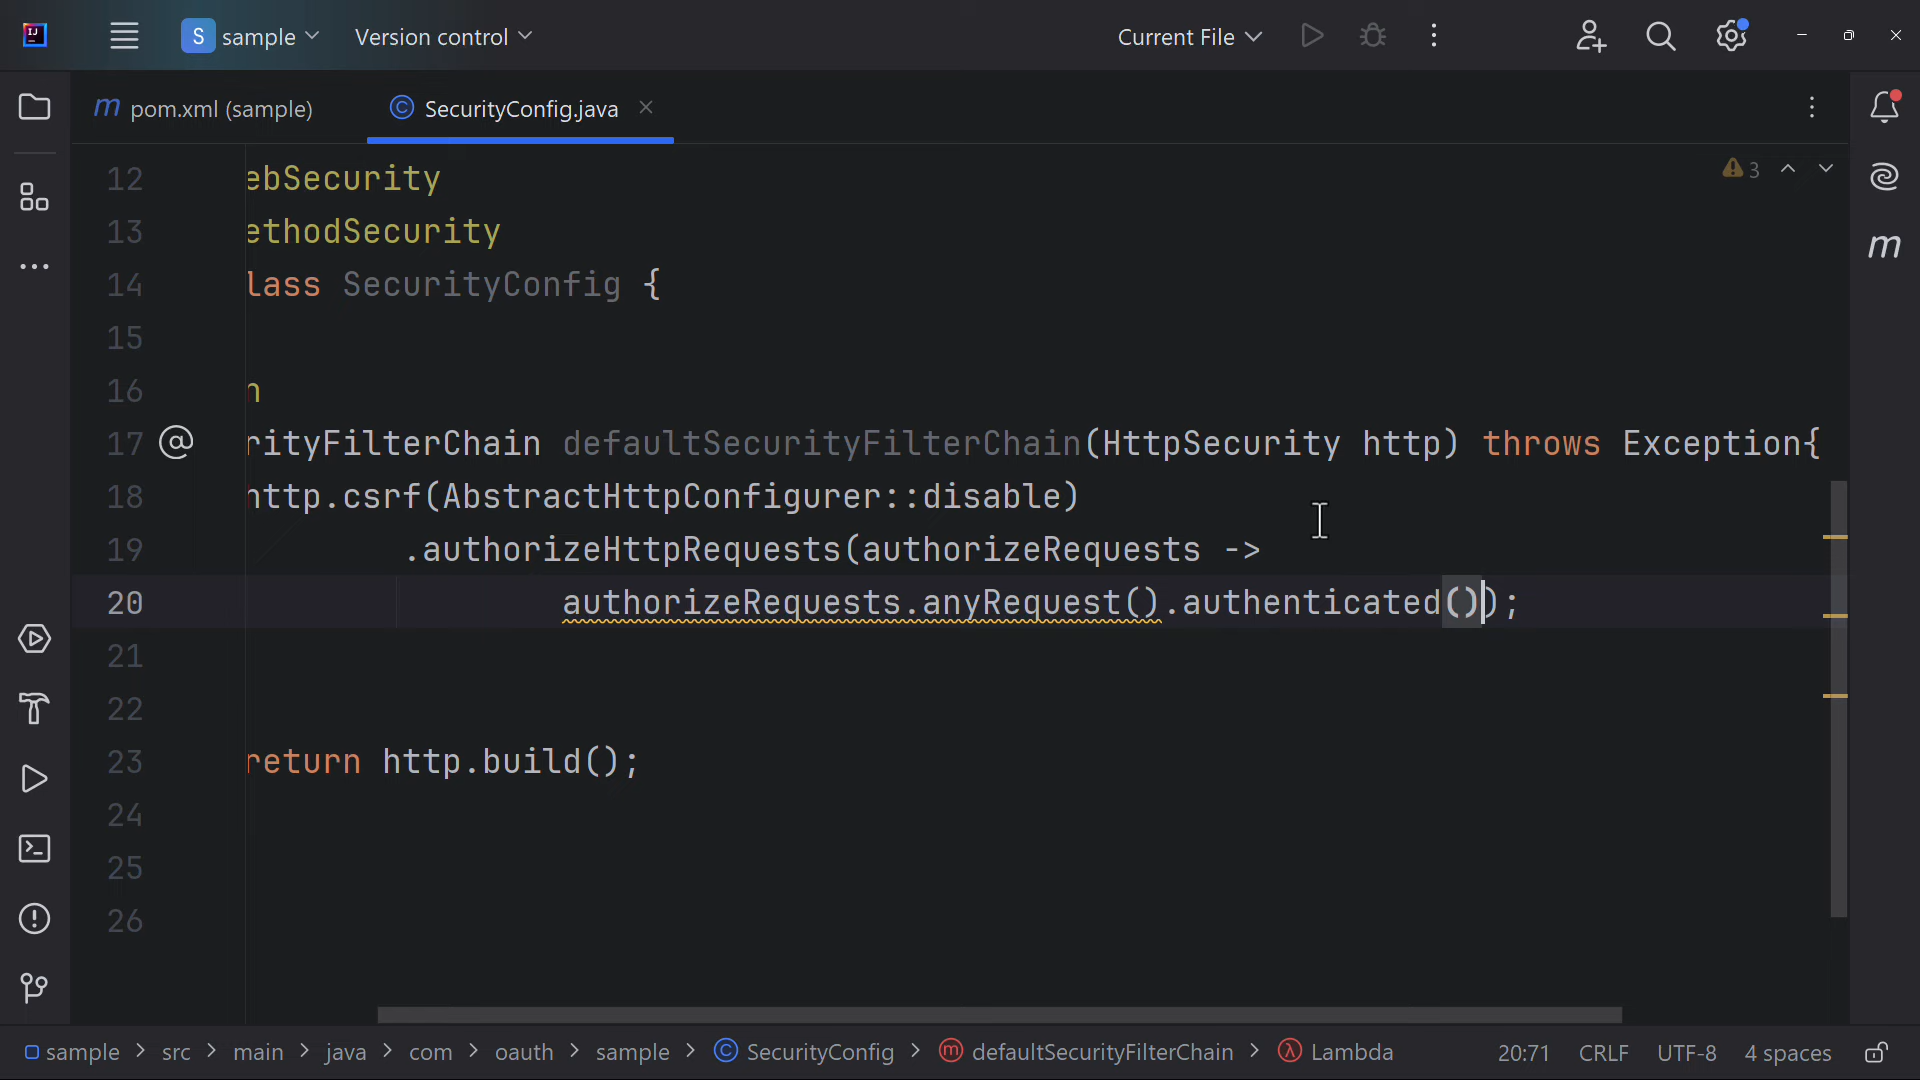 IJ
S sample
Version control
Current File
m pom.xml (sample)
SecurityConfig.java
3
12 ebSecurity
13 ethodSecurity
14 lass SecurityConfig {
15
16 n
17 rityFilterChain defaultSecurityFilterChain(HttpSecurity http) throws Exception{
18 http.csrf(AbstractHttpConfigurer::disable)
19 .authorizeHttpRequests(authorizeRequests ->
20 authorizeRequests.anyRequest().authenticated());
21
22
23 return http.build();
24
25
26
m
sample > src > main > java > com > oauth > sample > SecurityConfig > defaultSecurityFilterChain > Lambda
20:71 CRLF UTF-8 4 spaces